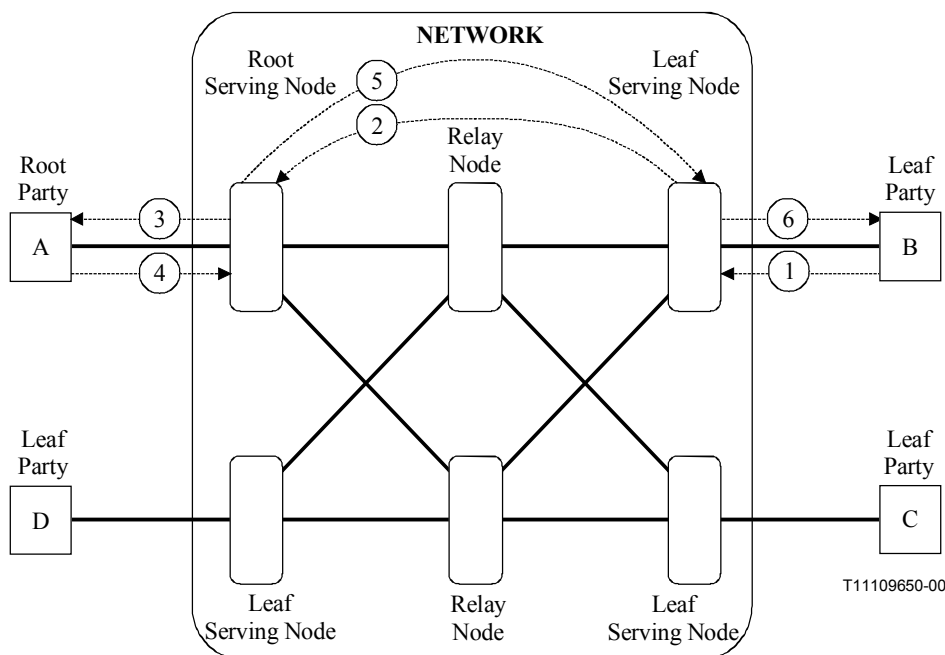 NETWORK
Root
Serving Node
5
Leaf
Serving Node
2
Relay
Node
Root
Party
Leaf
Party
3
6
A
B
4
1
Leaf
Party
Leaf
Party
D
C
T11109650-00
Leaf
Serving Node
Relay
Node
Leaf
Serving Node